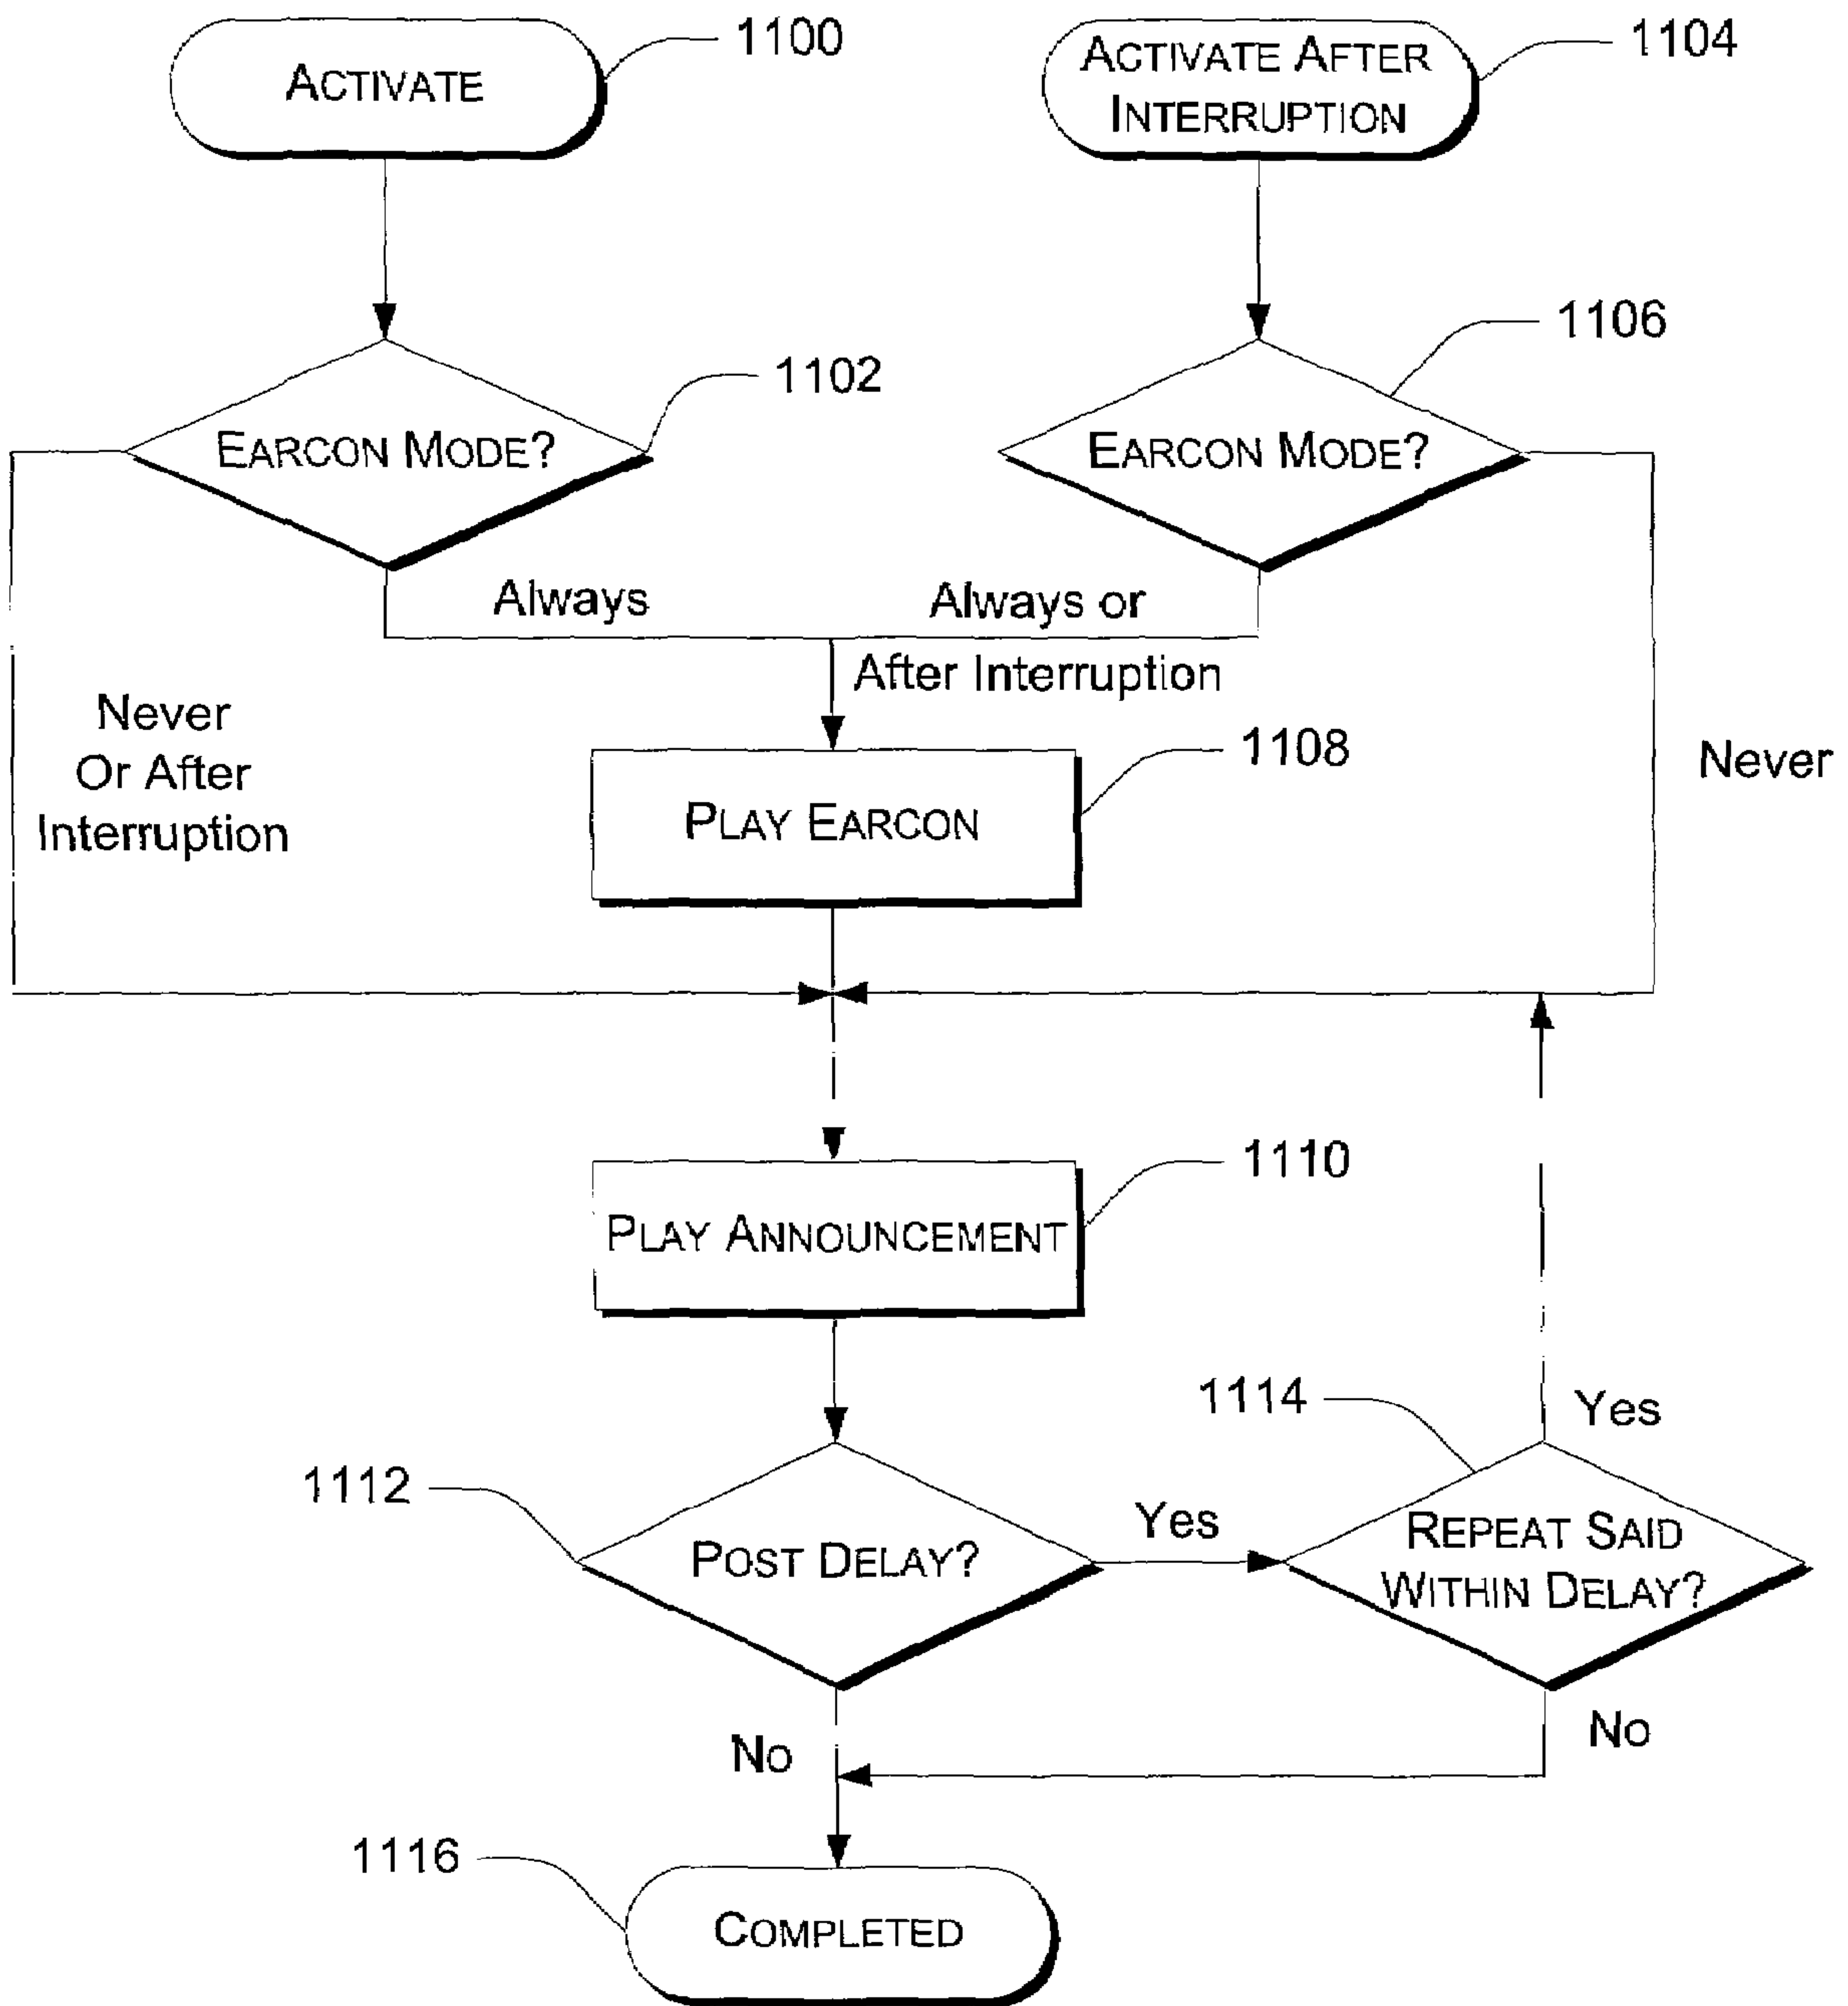 1100
ACTIVATE
1104
ACTIVATE AFTER
INTERRUPTION
1102
EARCON MODE?
1106
EARCON MODE?
Always
Always or
After Interruption
Never
Or After
Interruption
1108
PLAY EARCON
Never
1110
PLAY ANNOUNCEMENT
1114
Yes
1112
POST DELAY?
Yes
REPEAT SAID
WITHIN DELAY?
No
No
1116
COMPLETED